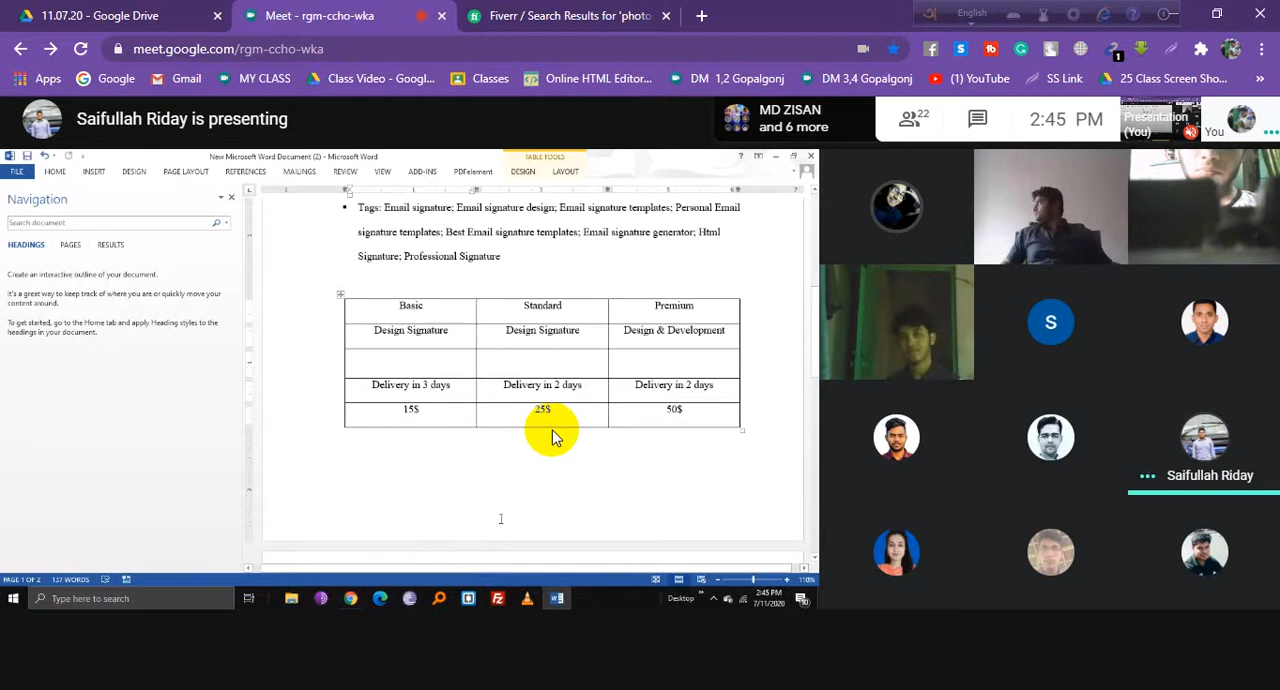 11.07.20 - Google Drive
Meet - rgm-ccho-wka
Fiverr / Search Results for 'photo
English
meet.google.com/rgm-ccho-wka
1
Apps
Google
Gmail
MY CLASS
Class Video - Googl...
Classes
Online HTML Editor...
DM 1,2 Gopalgonj
DM 3,4 Gopalgonj
(1) YouTube
SS Link
25 Class Screen Sho...
»
Saifullah Riday is presenting
MD ZISAN
and 6 more
22
2:45 PM
Presentation
(You)
You
New Microsoft Word Document (2) - Microsoft Word
TABLE TOOLS
FILE HOME INSERT DESIGN PAGE LAYOUT REFERENCES MAILINGS REVIEW VIEW ADD-INS PDFelement DESIGN LAYOUT
Navigation
Search document
HEADINGS PAGES RESULTS
Create an interactive outline of your document.
It's a great way to keep track of where you are or quickly move your
content around.
To get started, go to the Home tab and apply Heading styles to the
headings in your document.
Tags: Email signature; Email signature design; Email signature templates; Personal Email
signature templates; Best Email signature templates; Email signature generator; Html
Signature; Professional Signature
Basic Standard Premium
Design Signature Design Signature Design & Development
Delivery in 3 days Delivery in 2 days Delivery in 2 days
15$ 25$ 50$
S
Saifullah Riday
PAGE 1 OF 2 137 WORDS 110%
Type here to search
Desktop
2:45 PM
7/11/2020